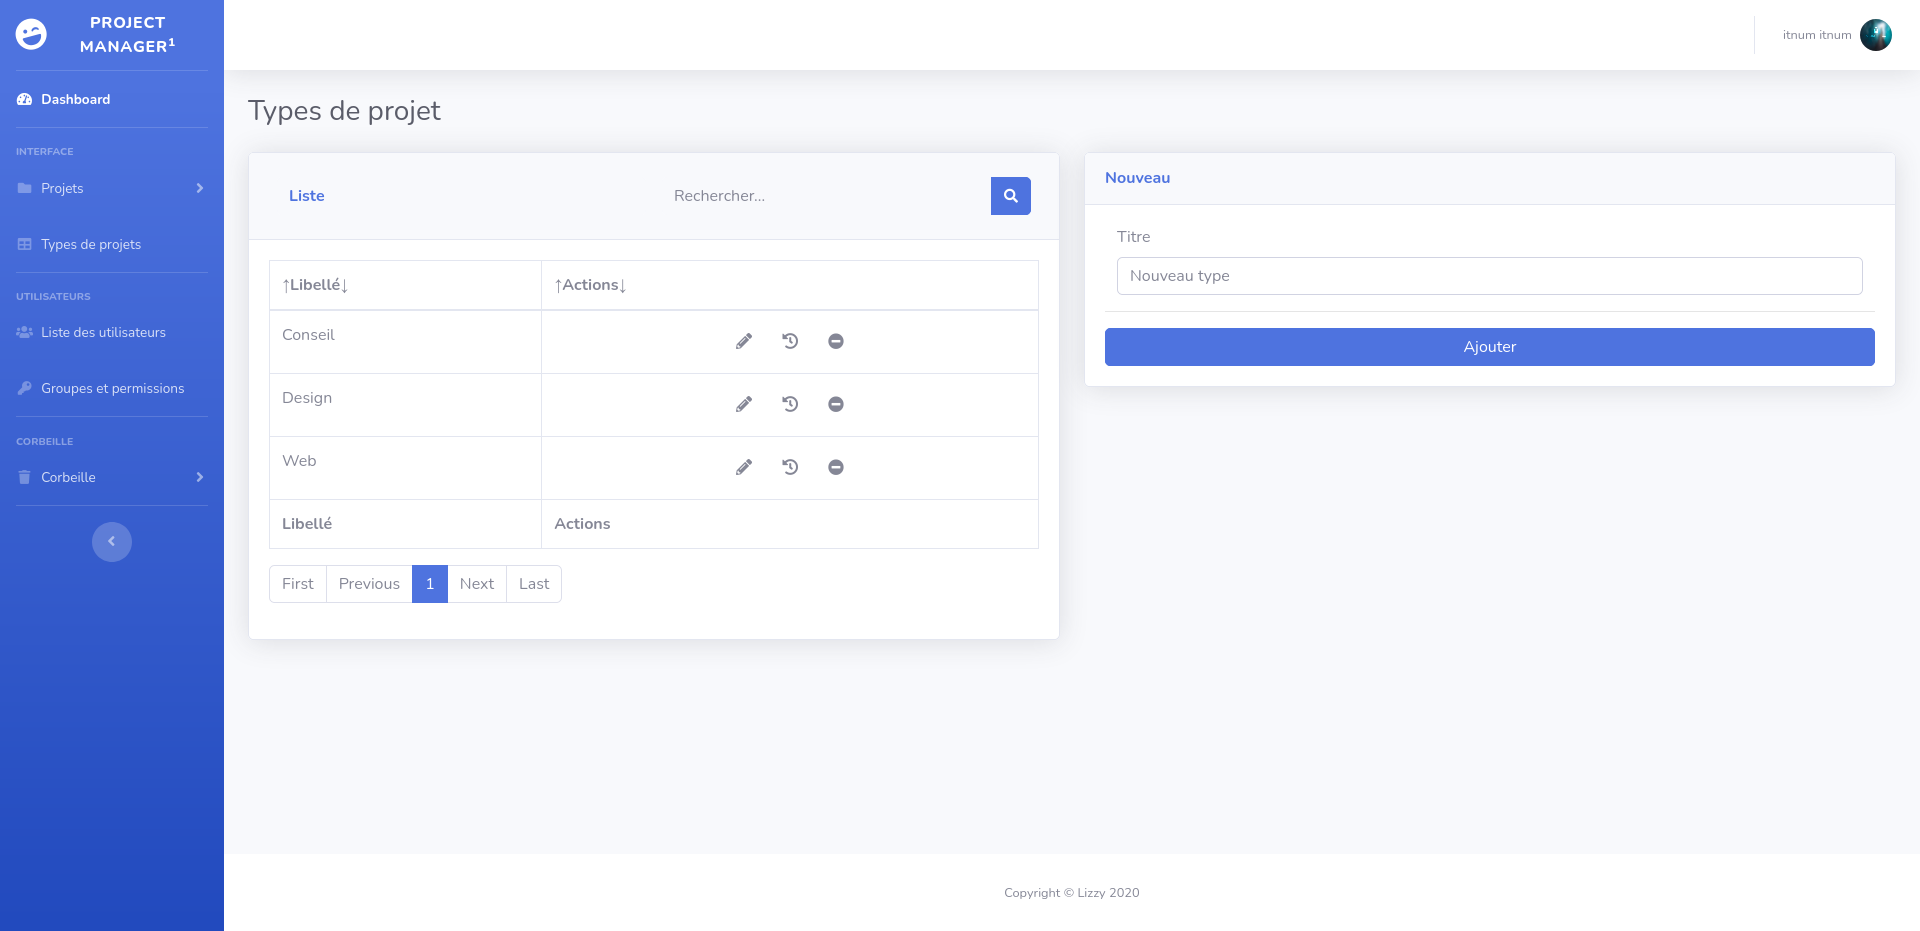 PROJECT
MANAGER¹
Dashboard
INTERFACE
Projets
Types de projets
UTILISATEURS
Liste des utilisateurs
Groupes et permissions
CORBEILLE
Corbeille
itnum itnum
Types de projet
Liste
Rechercher...
↑Libellé↓ ↑Actions↓
Conseil
Design
Web
Libellé Actions
First Previous 1 Next Last
Nouveau
Titre
Nouveau type
Ajouter
Copyright © Lizzy 2020